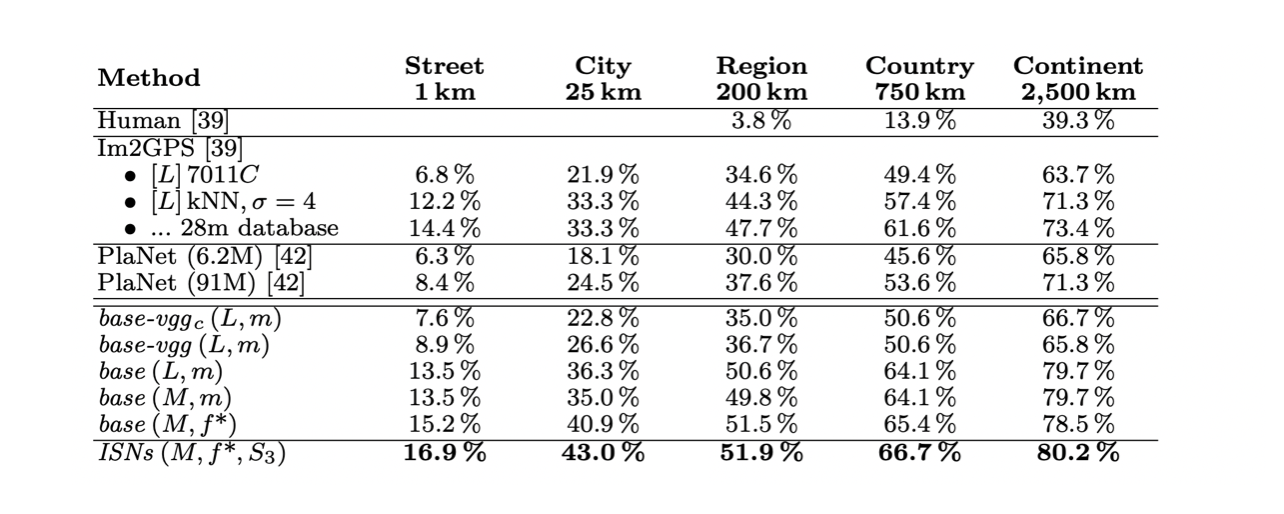 Method Street City Region Country Continent
1 km 25 km 200 km 750 km 2,500 km
Human [39] 3.8 % 13.9 % 39.3 %
Im2GPS [39]
• [L] 7011C 6.8 % 21.9 % 34.6 % 49.4 % 63.7 %
• [L] kNN, σ = 4 12.2 % 33.3 % 44.3 % 57.4 % 71.3 %
• ... 28m database 14.4 % 33.3 % 47.7 % 61.6 % 73.4 %
PlaNet (6.2M) [42] 6.3 % 18.1 % 30.0 % 45.6 % 65.8 %
PlaNet (91M) [42] 8.4 % 24.5 % 37.6 % 53.6 % 71.3 %
base-vgg_c (L, m) 7.6 % 22.8 % 35.0 % 50.6 % 66.7 %
base-vgg (L, m) 8.9 % 26.6 % 36.7 % 50.6 % 65.8 %
base (L, m) 13.5 % 36.3 % 50.6 % 64.1 % 79.7 %
base (M, m) 13.5 % 35.0 % 49.8 % 64.1 % 79.7 %
base (M, f*) 15.2 % 40.9 % 51.5 % 65.4 % 78.5 %
ISNs (M, f*, S₃) 16.9 % 43.0 % 51.9 % 66.7 % 80.2 %